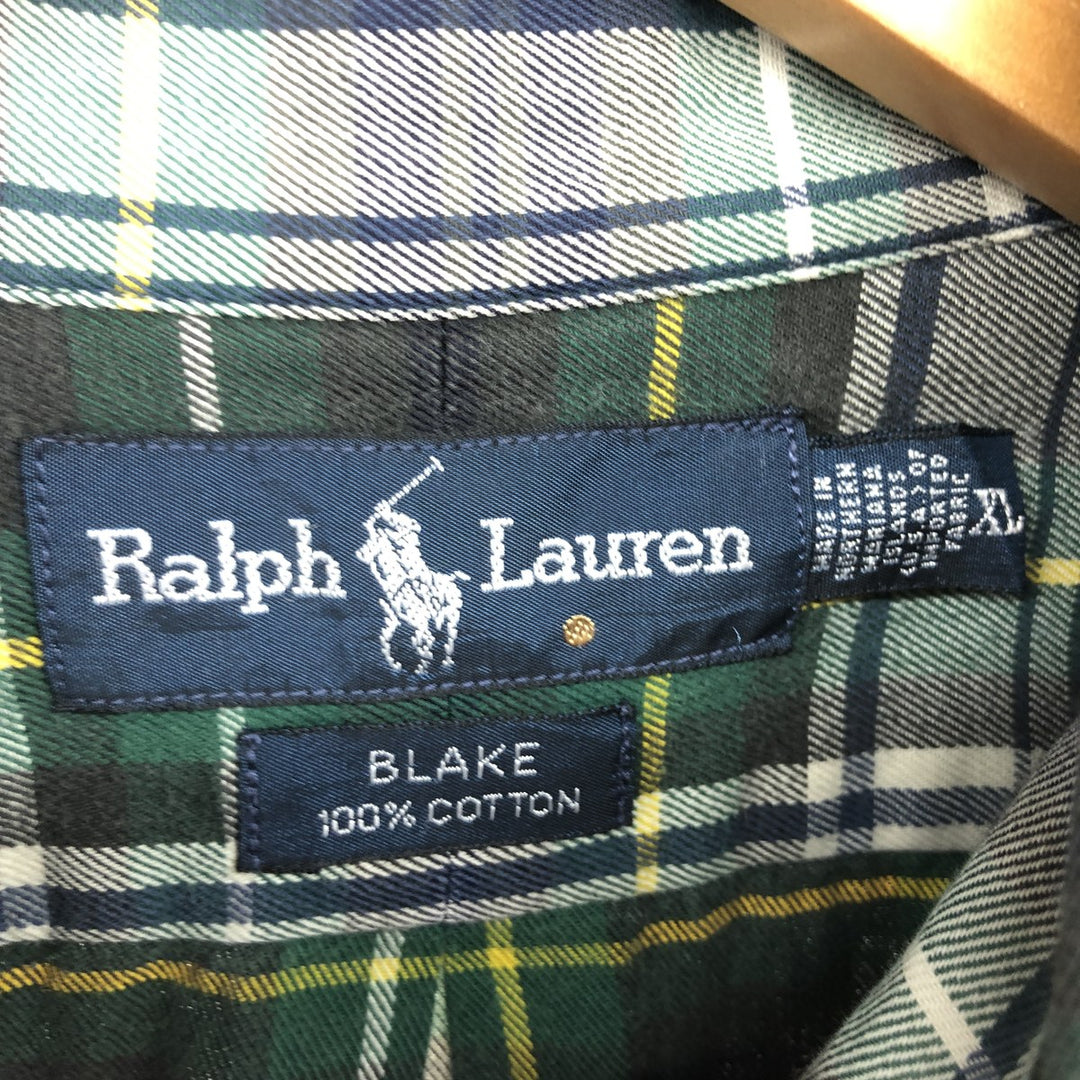 Ralph Lauren
MADE IN
NORTHERN
MARIANA
ISLANDS
(U.S.A.) OF
IMPORTED
FABRIC
XL
BLAKE
100% COTTON